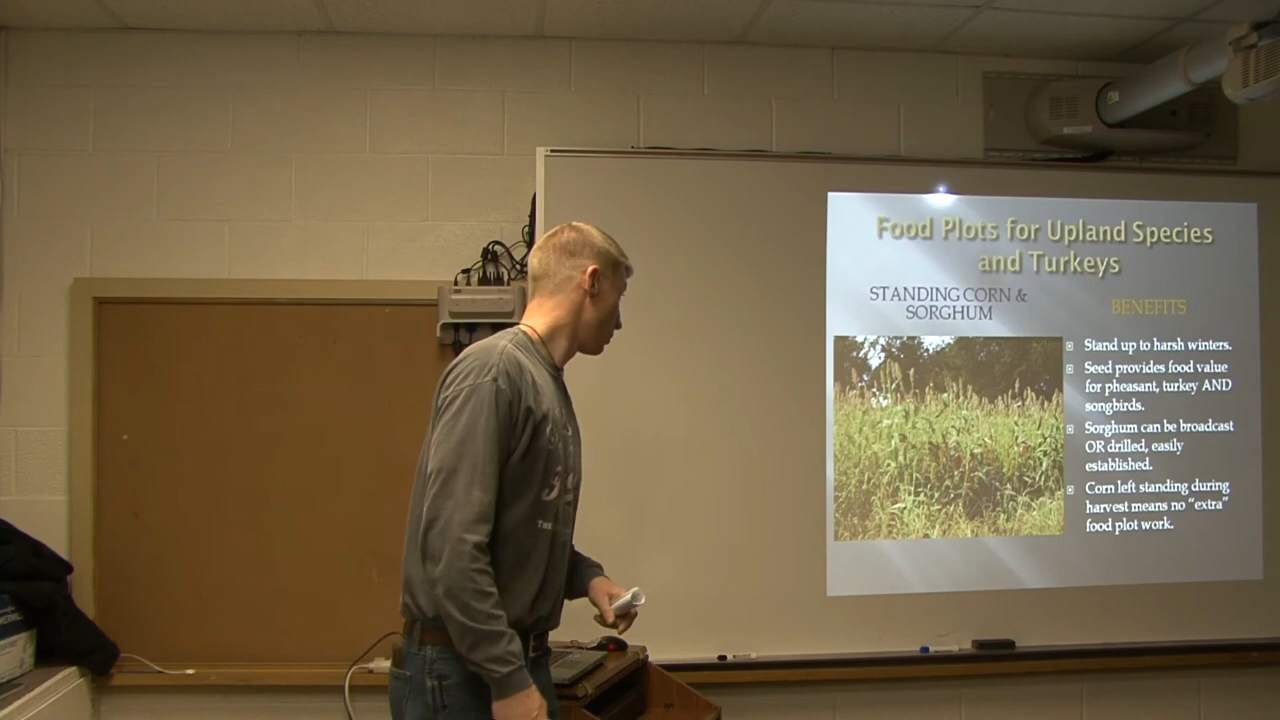 Food Plots for Upland Species
and Turkeys
STANDING CORN &
SORGHUM
BENEFITS
Stand up to harsh winters.
Seed provides food value
for pheasant, turkey AND
songbirds.
Sorghum can be broadcast
OR drilled, easily
established.
Corn left standing during
harvest means no “extra”
food plot work.